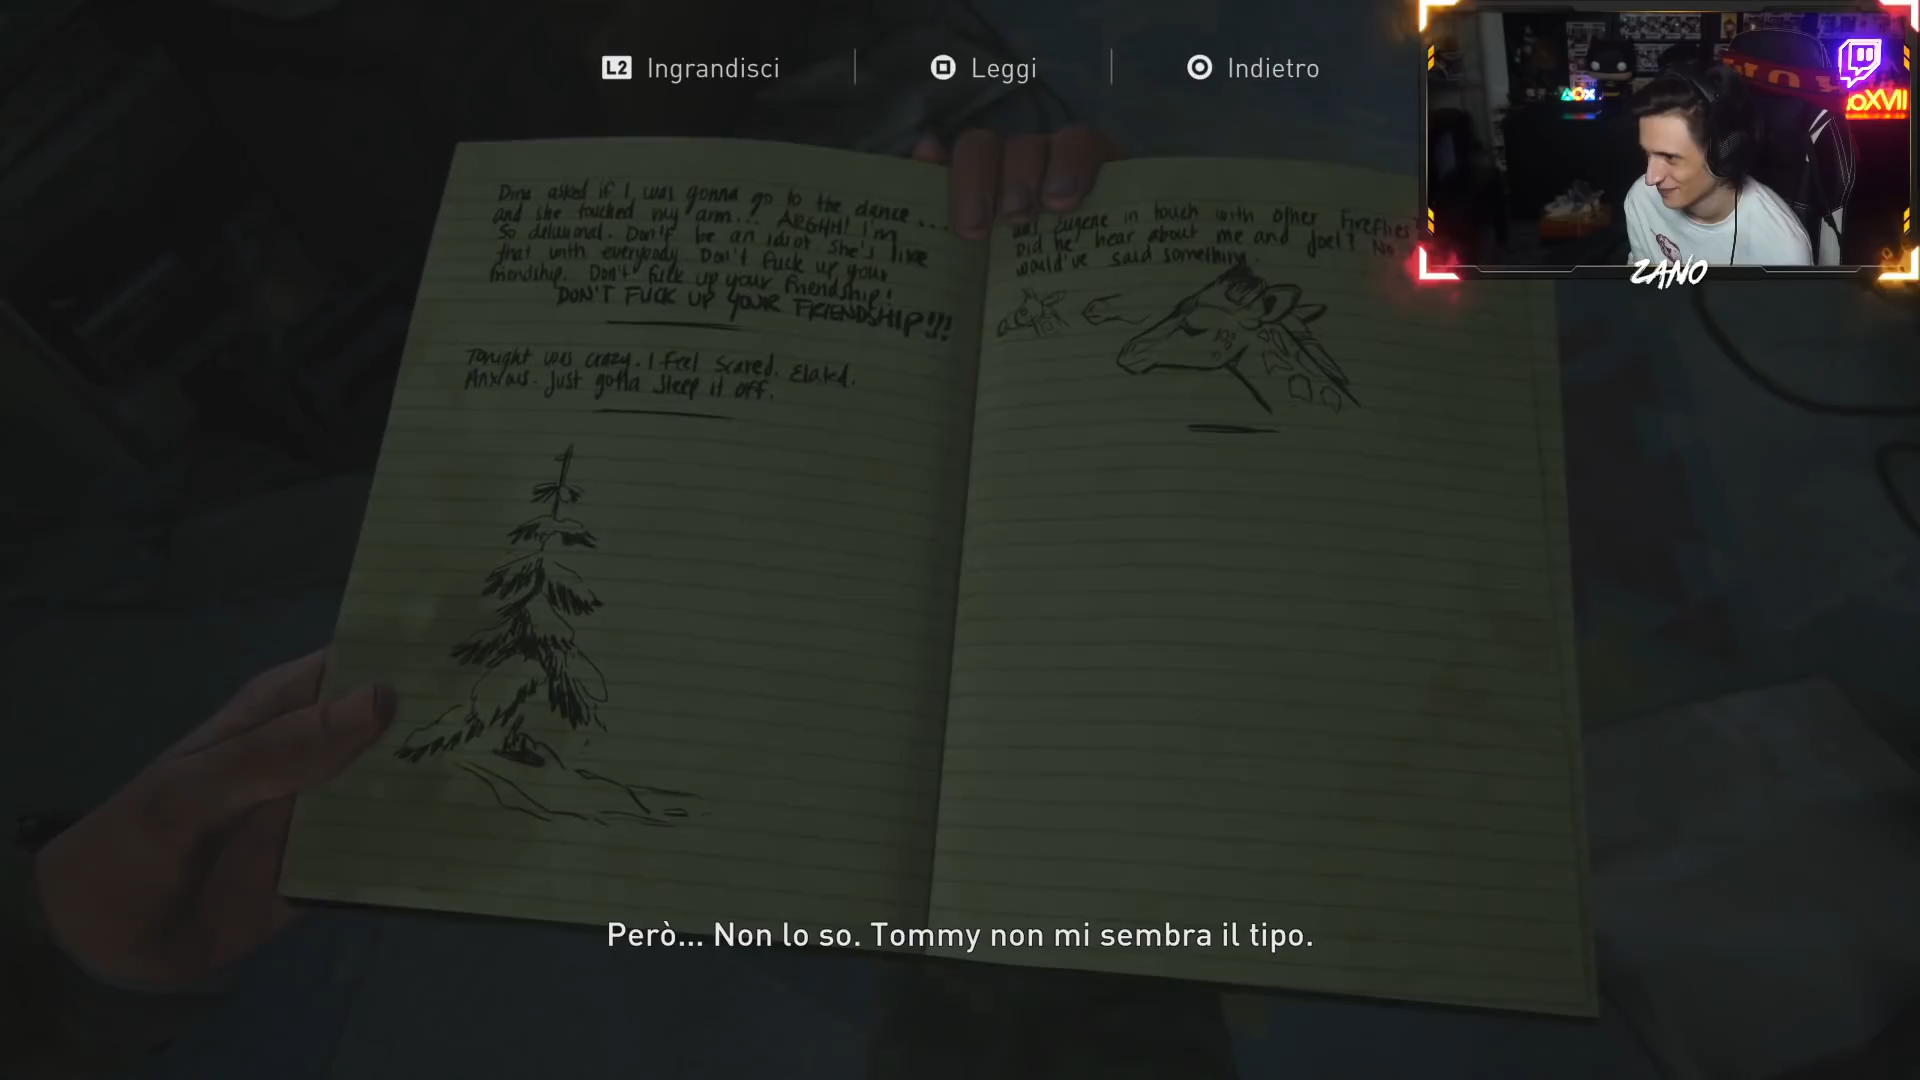 L2 Ingrandisci
Leggi
Indietro
oXVII
ZANO
Dina asked if I was gonna go to the dance...
and she touched my arm... ARGHH! I'm
so delusional. Don't be an idiot she's like
that with everybody Don't fuck up your
friendship. Don't fuck up your friendship!
DON'T FUCK UP YOUR FRIENDSHIP!!!
Tonight was crazy. I feel scared. Elated.
Anxious. Just gotta sleep it off.
Eugene in touch with other Fireflies?
Did he hear about me and Joel? No
would've said something.
Però... Non lo so. Tommy non mi sembra il tipo.